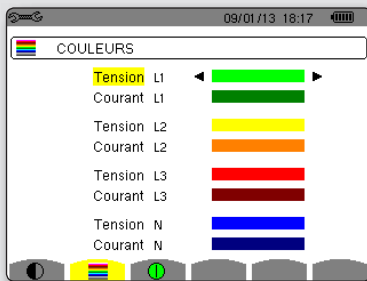 09/01/13 18:17
COULEURS
Tension L1
Courant L1
Tension L2
Courant L2
Tension L3
Courant L3
Tension N
Courant N